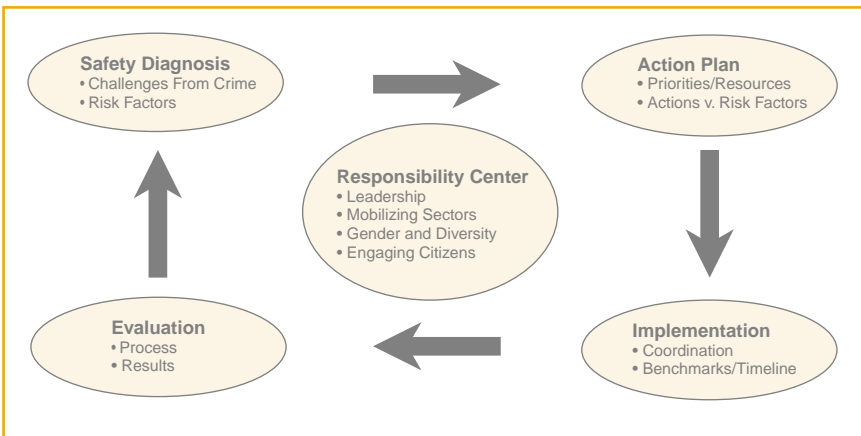 Safety Diagnosis
• Challenges From Crime
• Risk Factors
Action Plan
• Priorities/Resources
• Actions v. Risk Factors
Responsibility Center
• Leadership
• Mobilizing Sectors
• Gender and Diversity
• Engaging Citizens
Evaluation
• Process
• Results
Implementation
• Coordination
• Benchmarks/Timeline